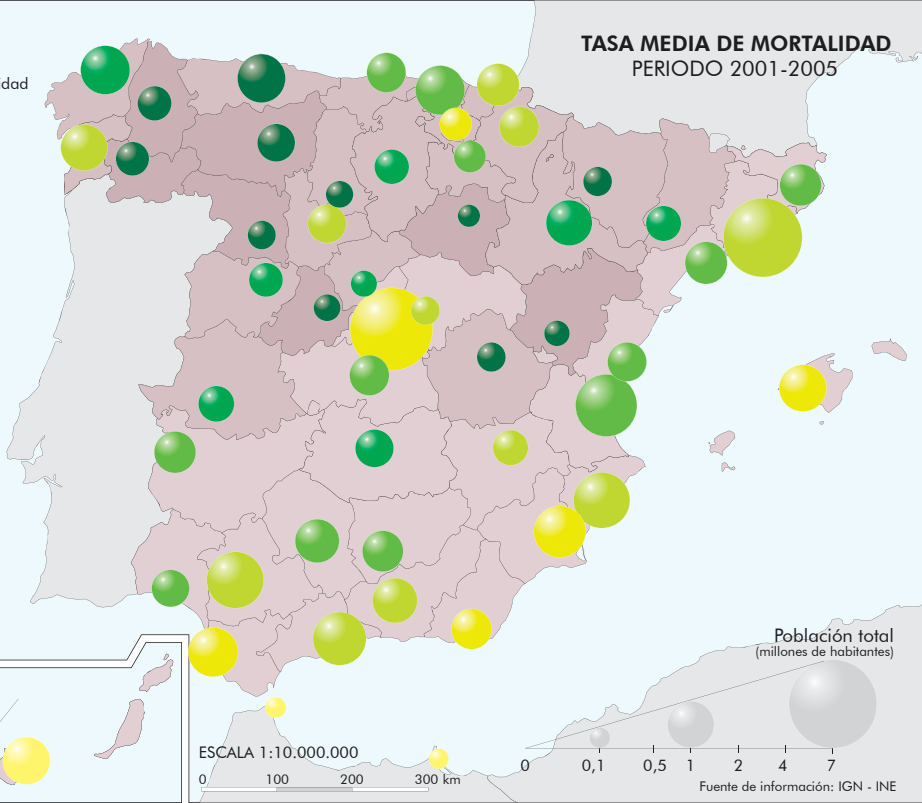 TASA MEDIA DE MORTALIDAD
PERIODO 2001-2005
idad
Población total
(millones de habitantes)
0 0,1 0,5 1 2 4 7
Fuente de información: IGN - INE
ESCALA 1:10.000.000
0 100 200 300 km